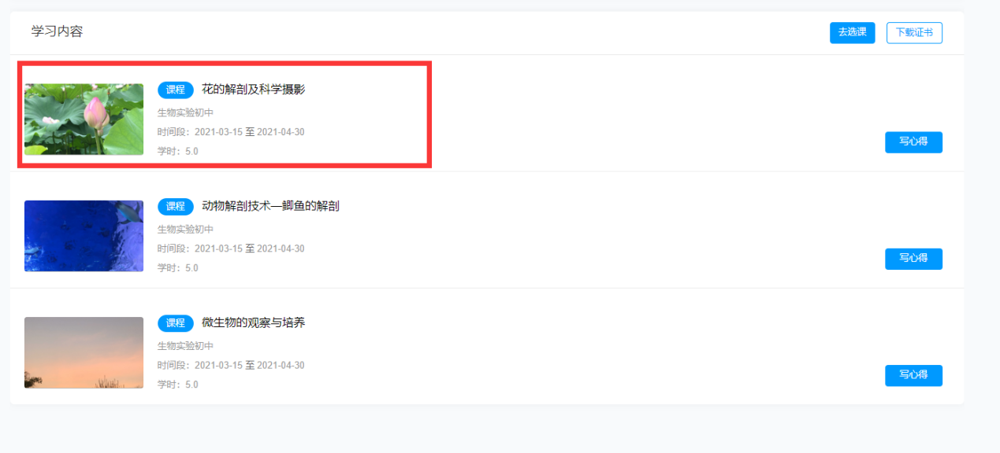 学习内容
去选课
下载证书
课程 花的解剖及科学摄影
生物实验初中
时间段：2021-03-15 至 2021-04-30
学时：5.0
写心得
课程 动物解剖技术—鲫鱼的解剖
生物实验初中
时间段：2021-03-15 至 2021-04-30
学时：5.0
写心得
课程 微生物的观察与培养
生物实验初中
时间段：2021-03-15 至 2021-04-30
学时：5.0
写心得